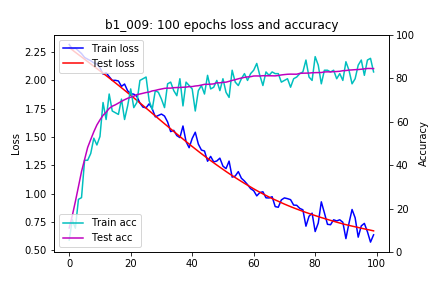 b1_009: 100 epochs loss and accuracy
Train loss
Test loss
Train acc
Test acc
Loss
2.25
2.00
1.75
1.50
1.25
1.00
0.75
0.50
0
20
40
60
80
100
Accuracy
100
80
60
40
20
0